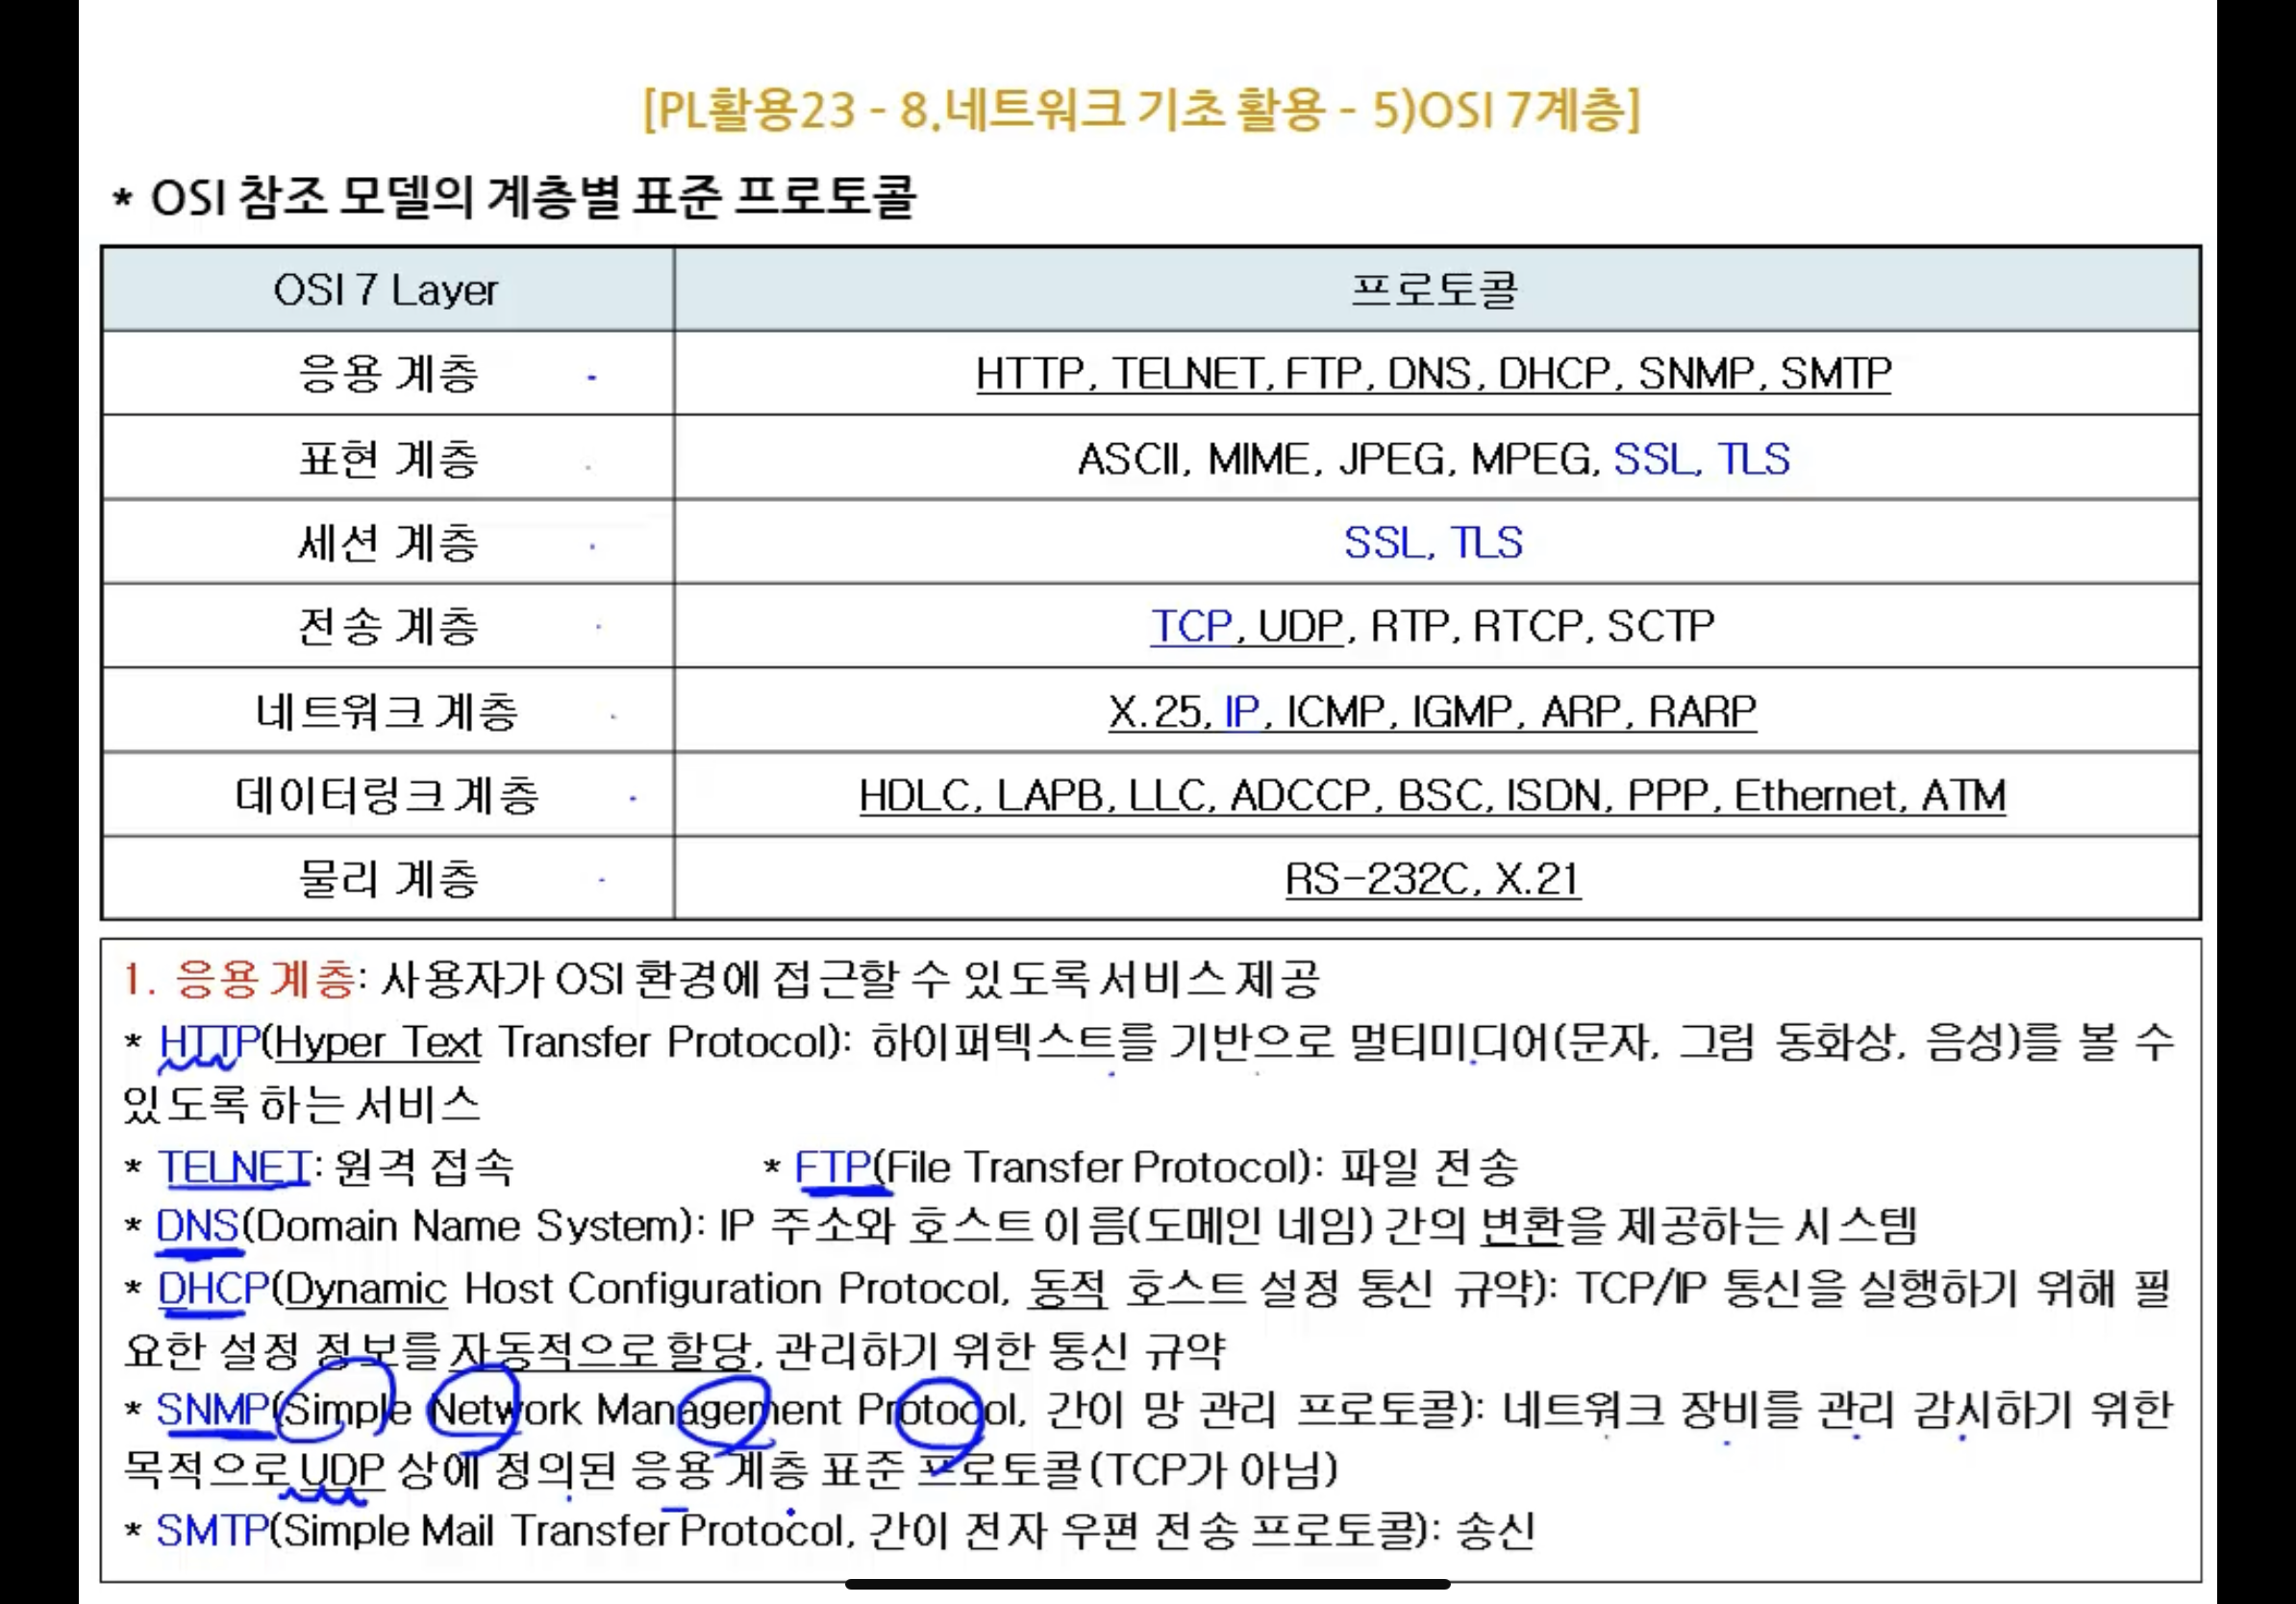 [PL활용23 - 8.네트워크 기초 활용 - 5)OSI 7계층]
* OSI 참조 모델의 계층별 표준 프로토콜
OSI 7 Layer 프로토콜
응용 계층 HTTP, TELNET, FTP, DNS, DHCP, SNMP, SMTP
표현 계층 ASCII, MIME, JPEG, MPEG, SSL, TLS
세션 계층 SSL, TLS
전송 계층 TCP, UDP, RTP, RTCP, SCTP
네트워크 계층 X.25, IP, ICMP, IGMP, ARP, RARP
데이터링크 계층 HDLC, LAPB, LLC, ADCCP, BSC, ISDN, PPP, Ethernet, ATM
물리 계층 RS-232C, X.21
1. 응용 계층: 사용자가 OSI 환경에 접근할 수 있도록 서비스 제공
* HTTP(Hyper Text Transfer Protocol): 하이퍼텍스트를 기반으로 멀티미디어(문자, 그림 동화상, 음성)를 볼 수
있도록 하는 서비스
* TELNET: 원격 접속 * FTP(File Transfer Protocol): 파일 전송
* DNS(Domain Name System): IP 주소와 호스트 이름(도메인 네임) 간의 변환을 제공하는 시스템
* DHCP(Dynamic Host Configuration Protocol, 동적 호스트 설정 통신 규약): TCP/IP 통신을 실행하기 위해 필
요한 설정 정보를 자동적으로 할당, 관리하기 위한 통신 규약
* SNMP(Simple Network Management Protocol, 간이 망 관리 프로토콜): 네트워크 장비를 관리 감시하기 위한
목적으로 UDP 상에 정의된 응용 계층 표준 프로토콜(TCP가 아님)
* SMTP(Simple Mail Transfer Protocol, 간이 전자 우편 전송 프로토콜): 송신